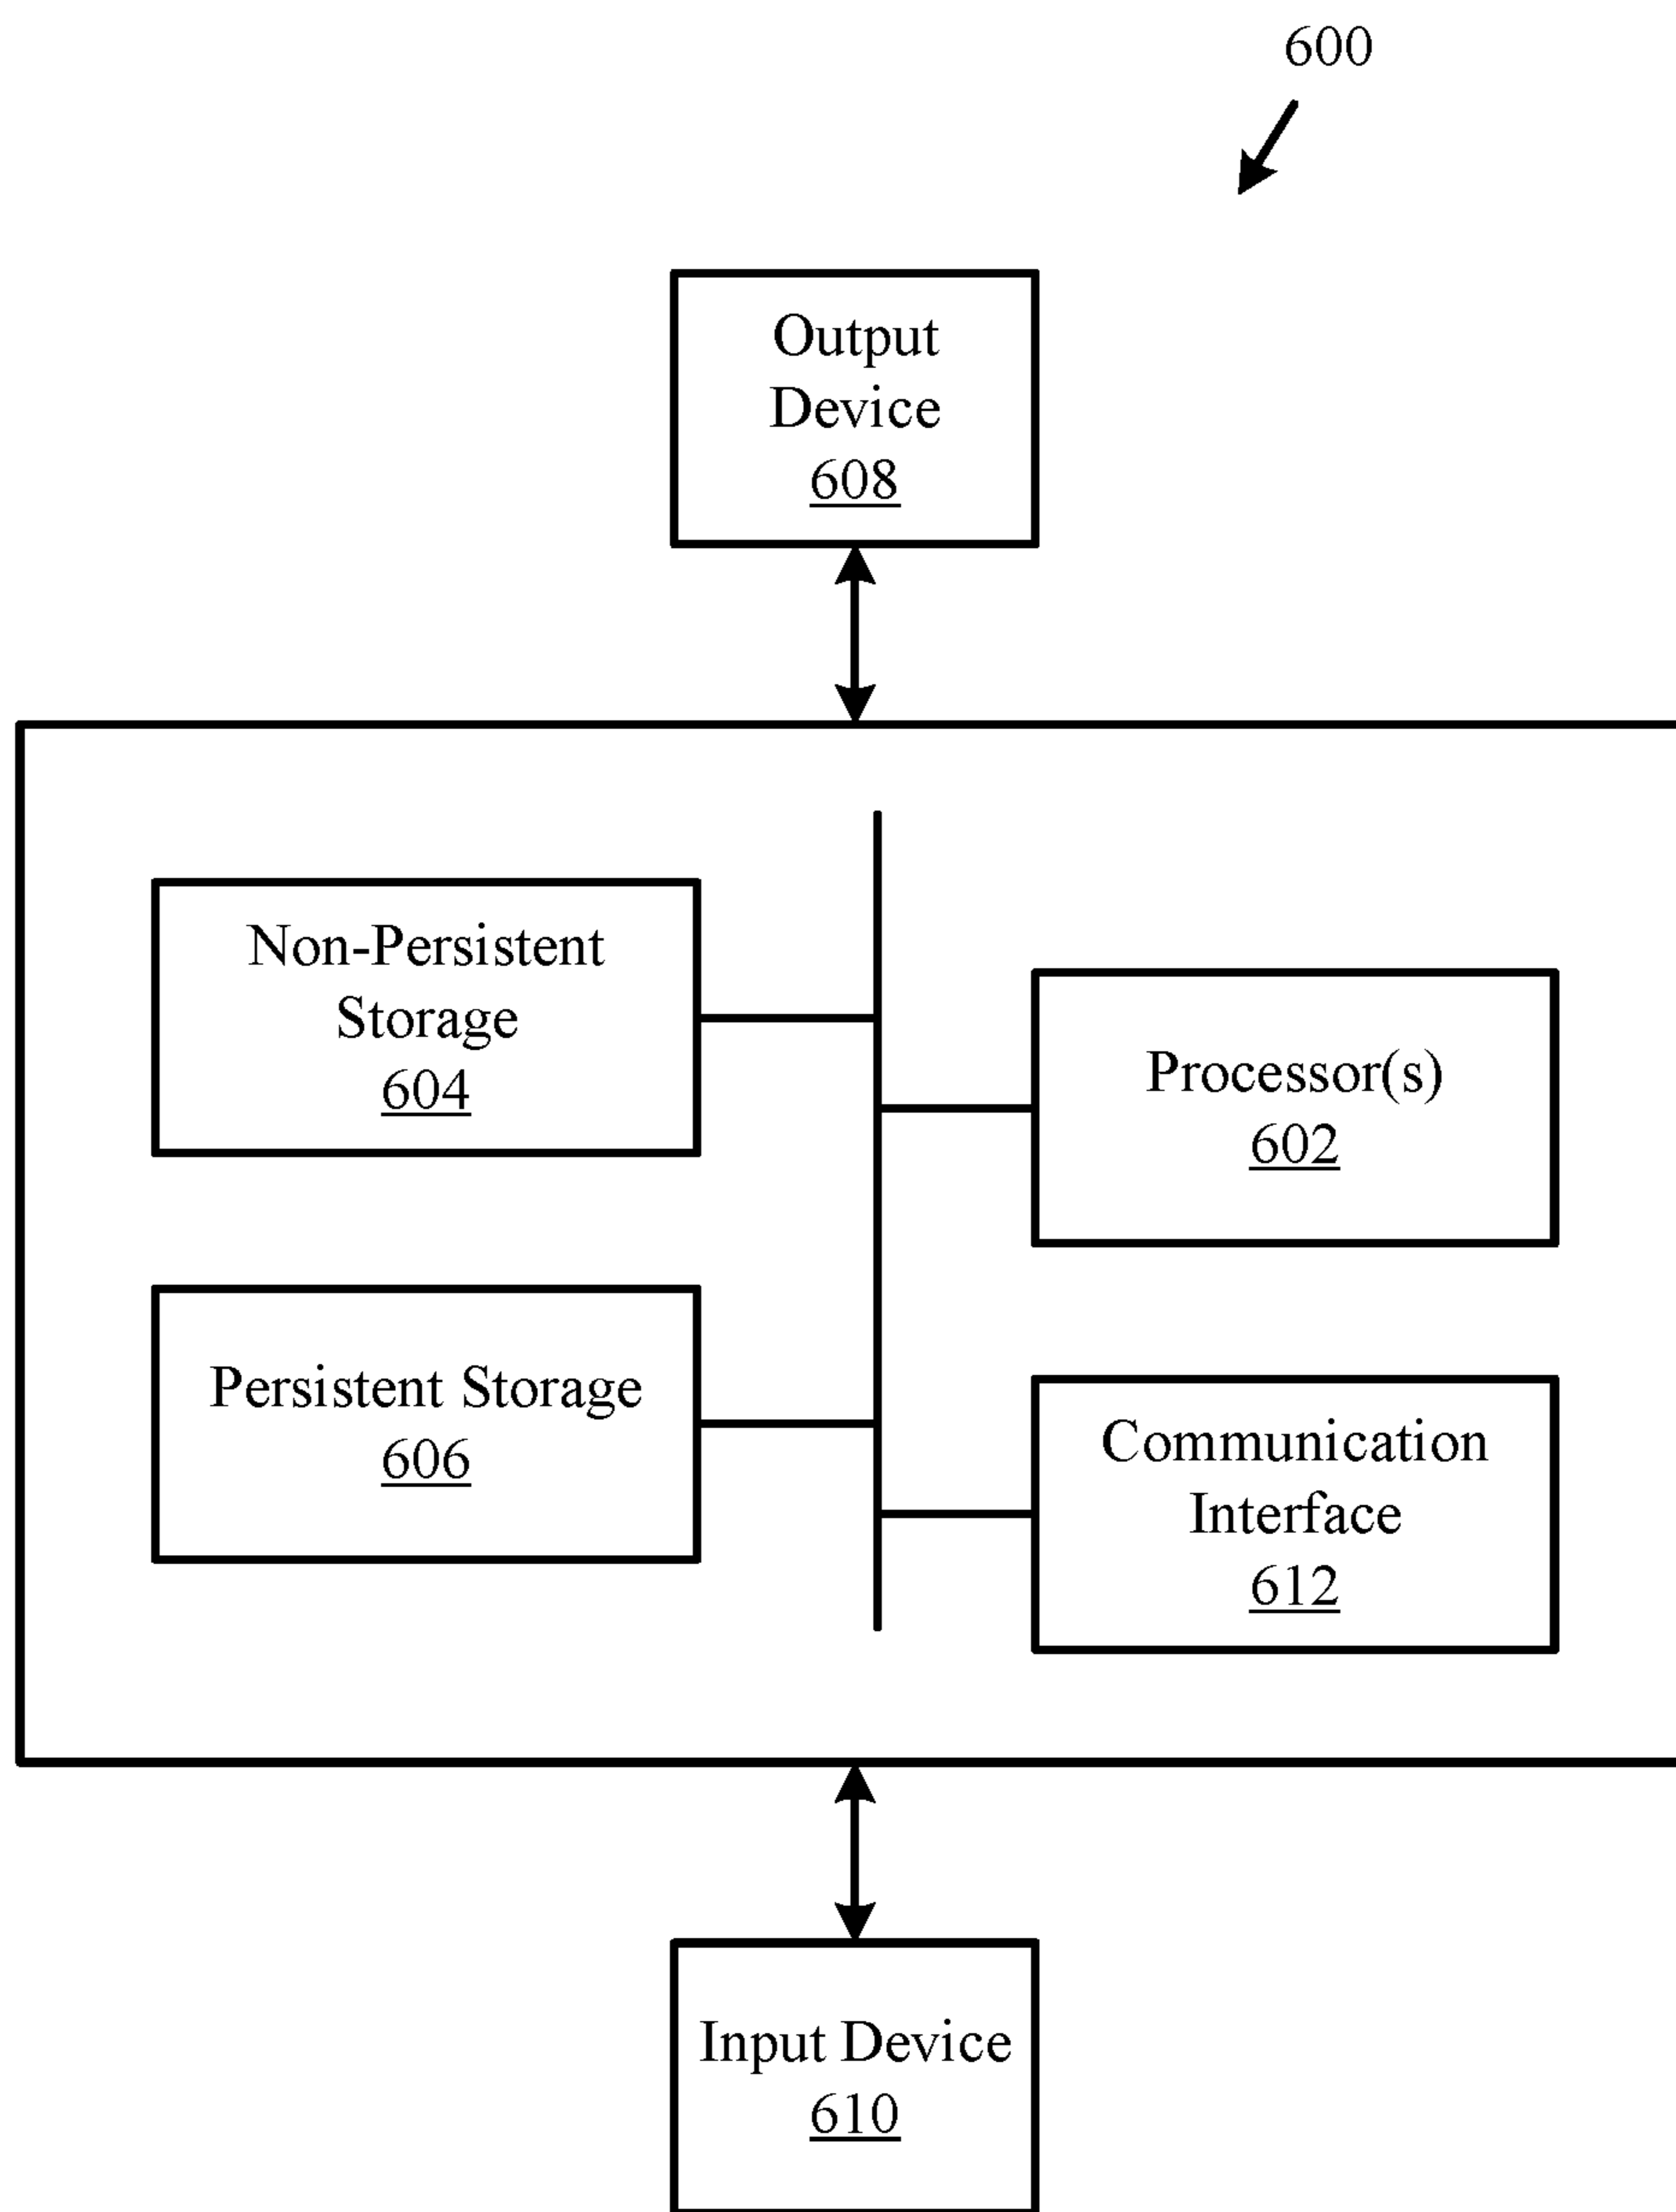 600
Output
Device
608
Non-Persistent
Storage
604
Processor(s)
602
Persistent Storage
606
Communication
Interface
612
Input Device
610